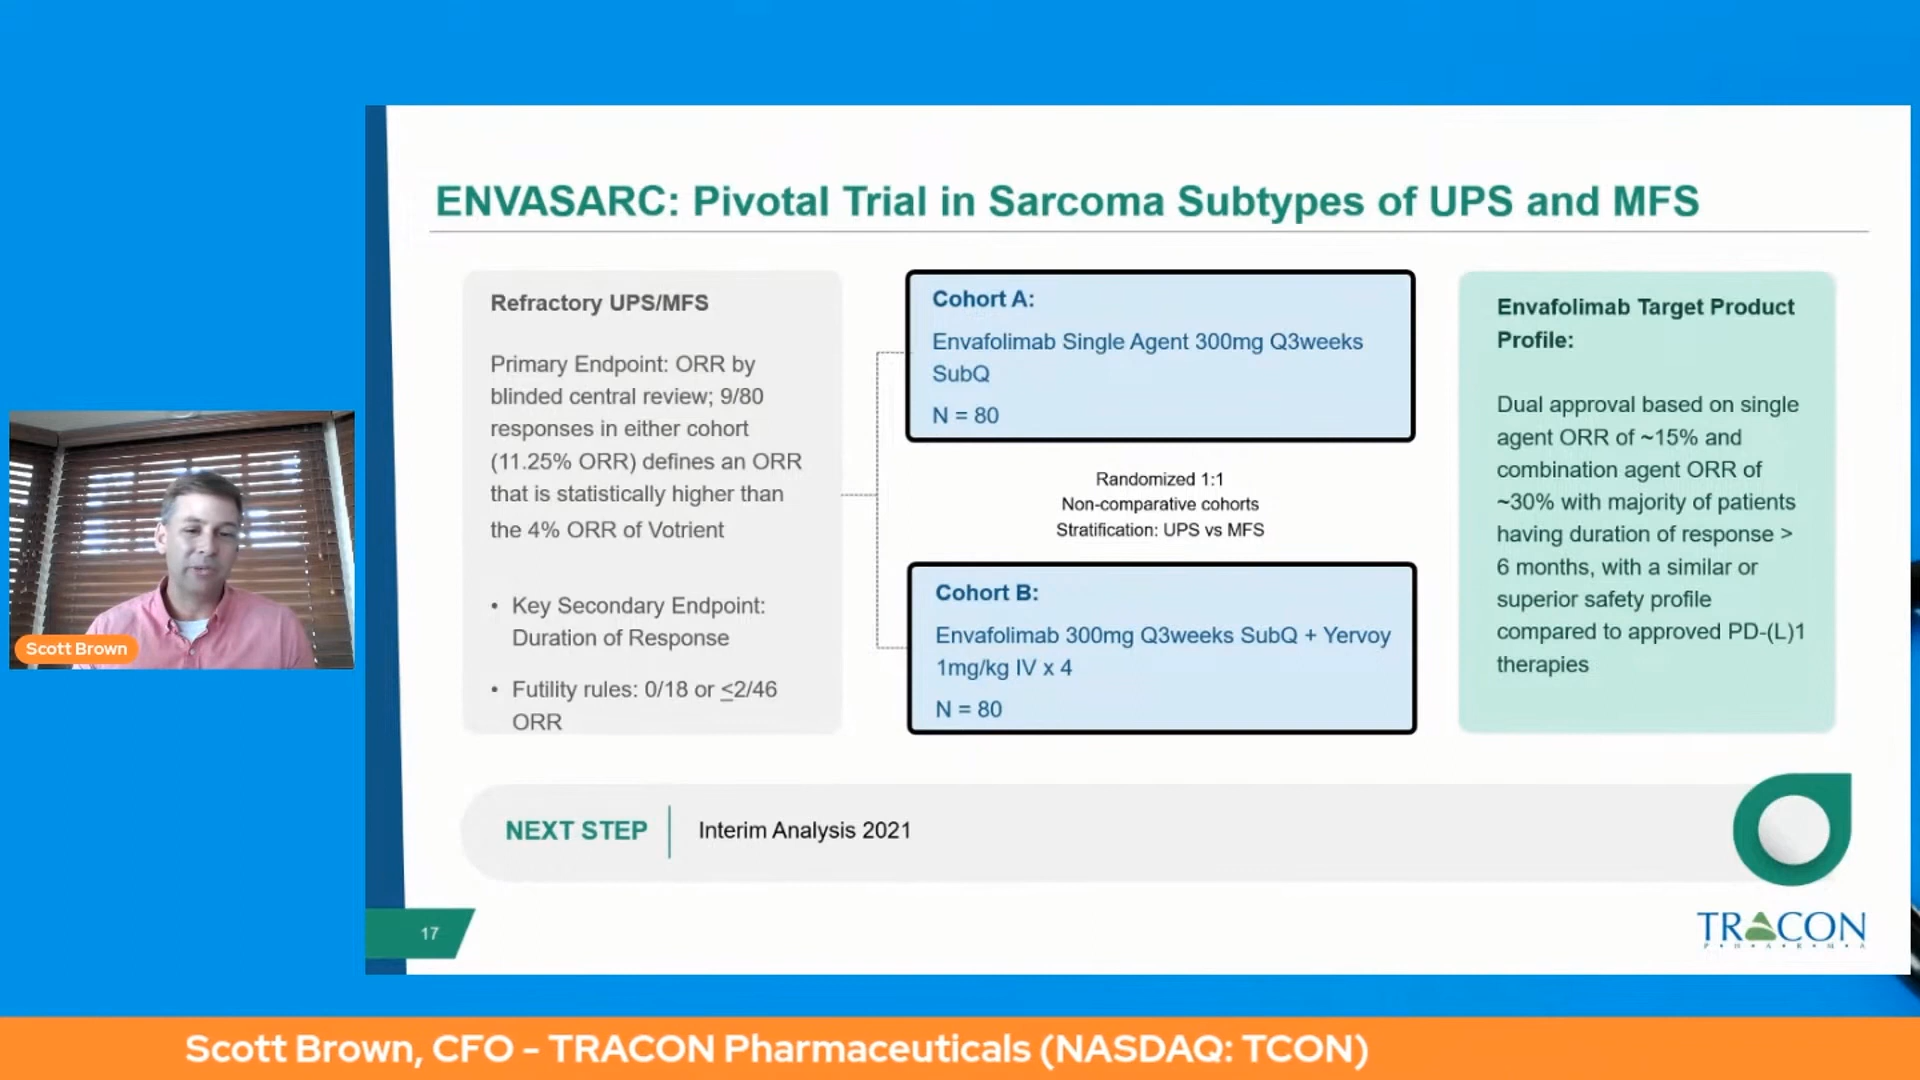 ENVASARC: Pivotal Trial in Sarcoma Subtypes of UPS and MFS
Refractory UPS/MFS
Primary Endpoint: ORR by
blinded central review; 9/80
responses in either cohort
(11.25% ORR) defines an ORR
that is statistically higher than
the 4% ORR of Votrient
• Key Secondary Endpoint:
Duration of Response
• Futility rules: 0/18 or ≤2/46
ORR
Cohort A:
Envafolimab Single Agent 300mg Q3weeks
SubQ
N = 80
Randomized 1:1
Non-comparative cohorts
Stratification: UPS vs MFS
Cohort B:
Envafolimab 300mg Q3weeks SubQ + Yervoy
1mg/kg IV x 4
N = 80
Envafolimab Target Product
Profile:
Dual approval based on single
agent ORR of ~15% and
combination agent ORR of
~30% with majority of patients
having duration of response >
6 months, with a similar or
superior safety profile
compared to approved PD-(L)1
therapies
Scott Brown
NEXT STEP
Interim Analysis 2021
17
TRACON
P•H•A•R•M•A
Scott Brown, CFO - TRACON Pharmaceuticals (NASDAQ: TCON)